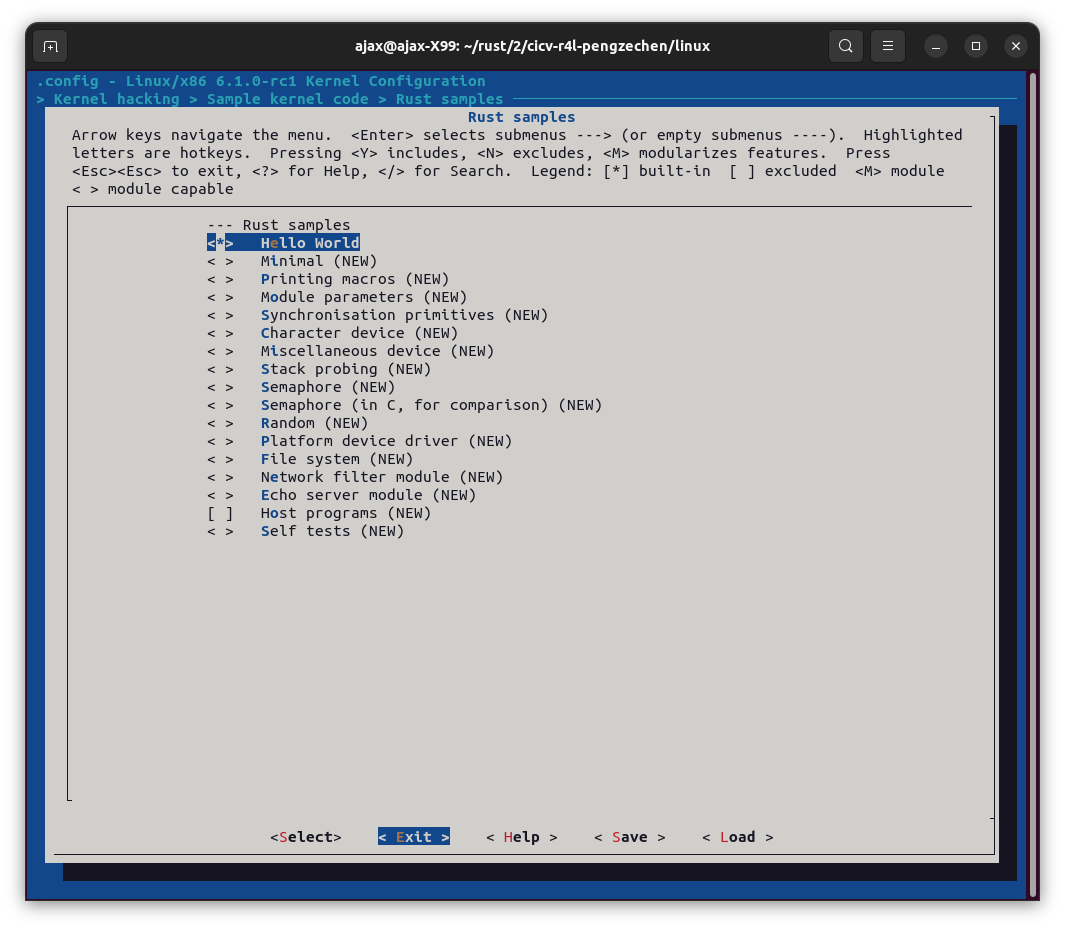 ajax@ajax-X99: ~/rust/2/cicv-r4l-pengzechen/linux
.config - Linux/x86 6.1.0-rc1 Kernel Configuration
> Kernel hacking > Sample kernel code > Rust samples
Rust samples
Arrow keys navigate the menu.  <Enter> selects submenus ---> (or empty submenus ----).  Highlighted
letters are hotkeys.  Pressing <Y> includes, <N> excludes, <M> modularizes features.  Press
<Esc><Esc> to exit, <?> for Help, </> for Search.  Legend: [*] built-in  [ ] excluded  <M> module
< > module capable
--- Rust samples
<*>   Hello World
< >   Minimal (NEW)
< >   Printing macros (NEW)
< >   Module parameters (NEW)
< >   Synchronisation primitives (NEW)
< >   Character device (NEW)
< >   Miscellaneous device (NEW)
< >   Stack probing (NEW)
< >   Semaphore (NEW)
< >   Semaphore (in C, for comparison) (NEW)
< >   Random (NEW)
< >   Platform device driver (NEW)
< >   File system (NEW)
< >   Network filter module (NEW)
< >   Echo server module (NEW)
[ ]   Host programs (NEW)
< >   Self tests (NEW)
<Select>    < Exit >    < Help >    < Save >    < Load >